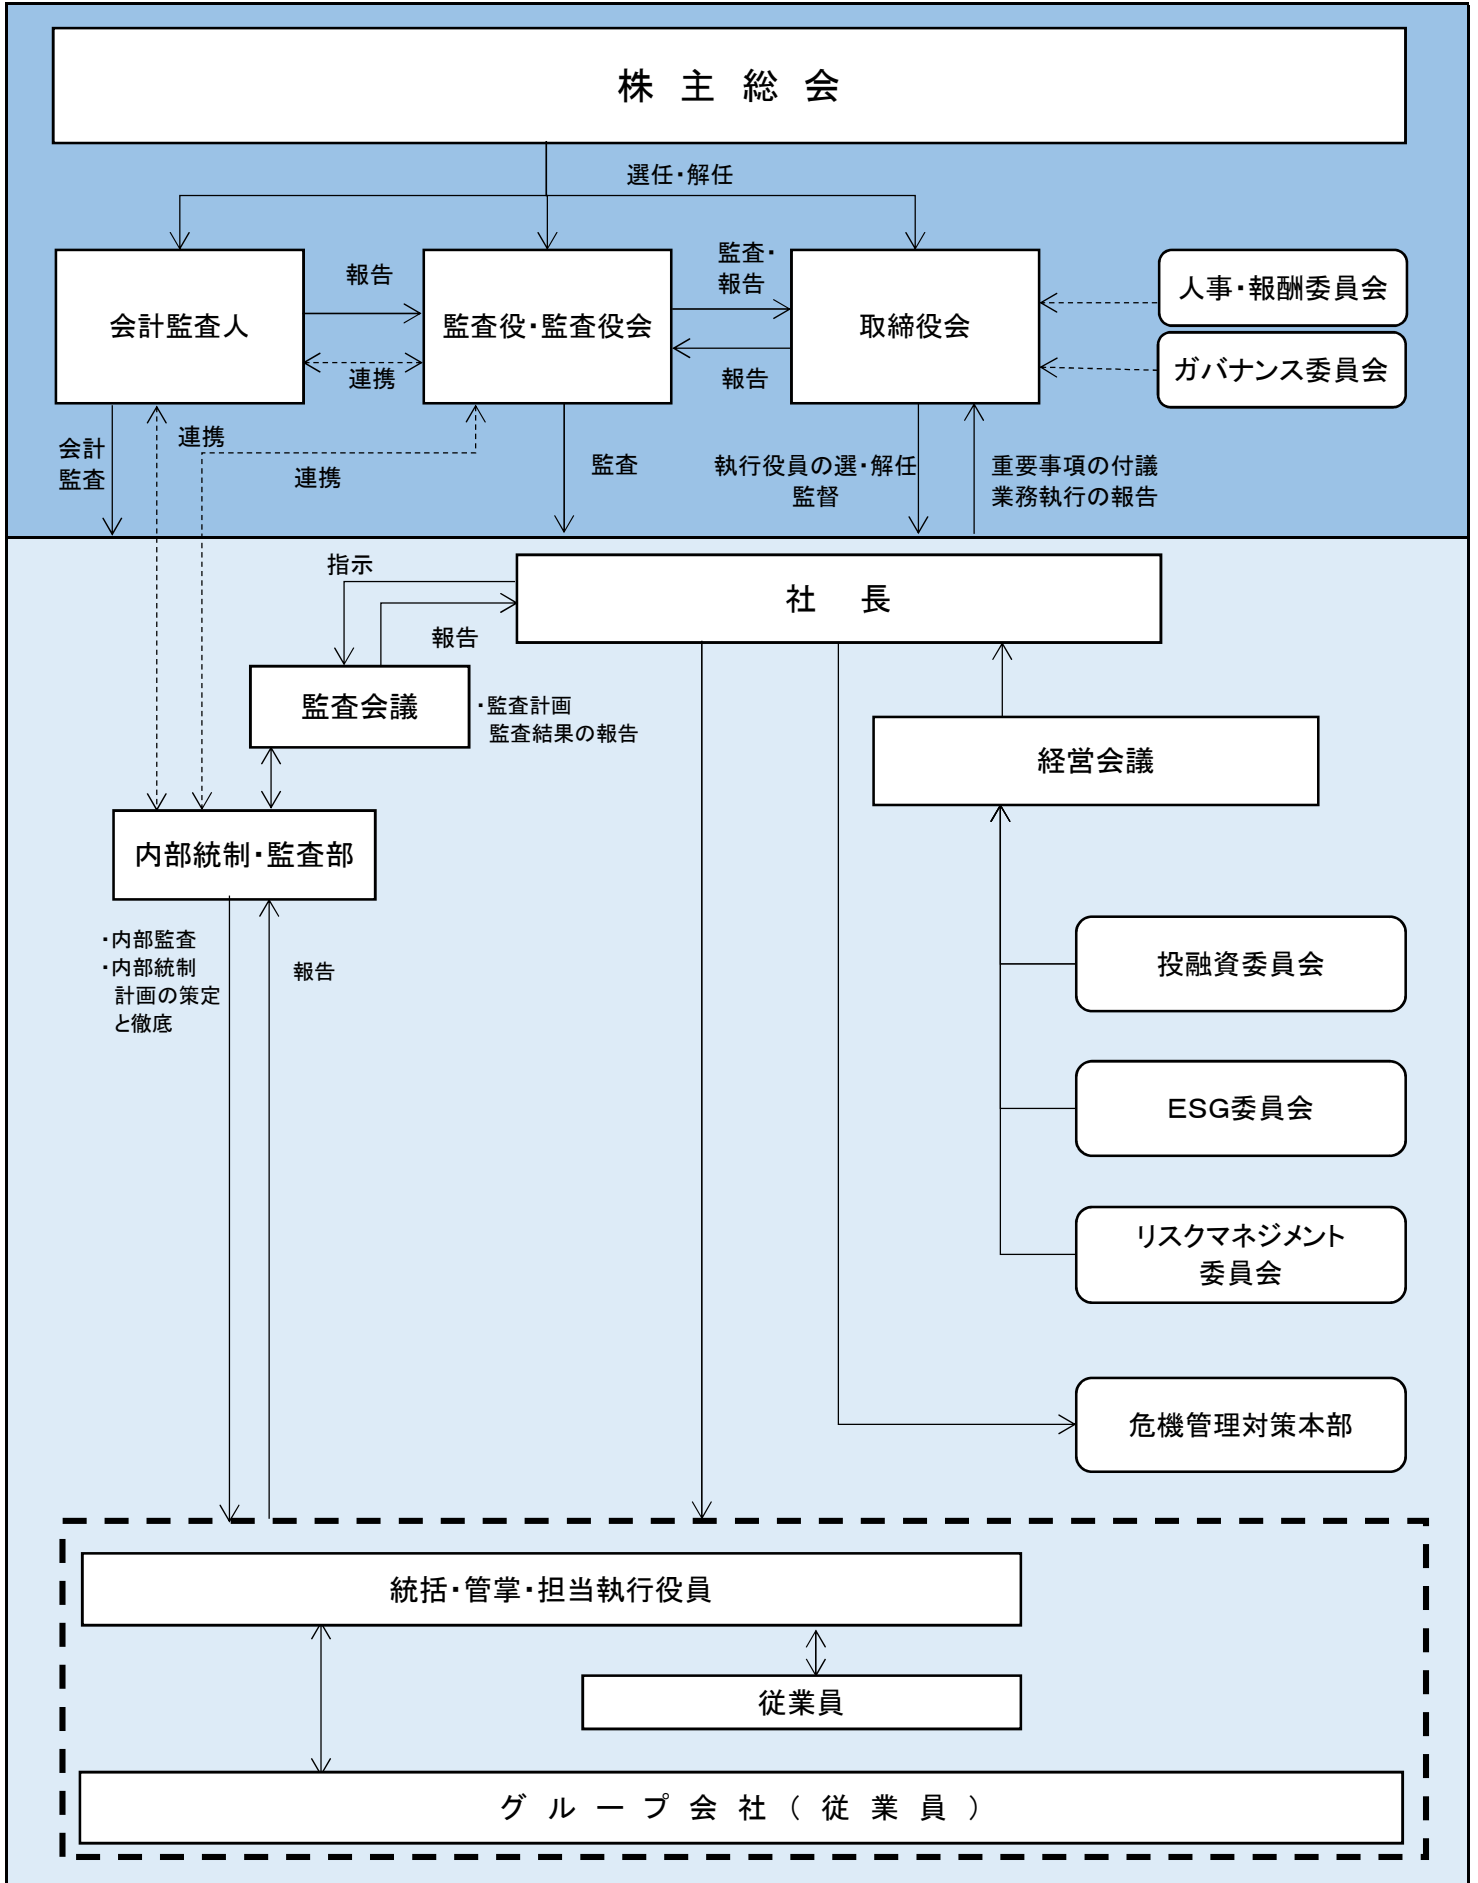 株主総会
選任・解任
会計監査人
報告
連携
監査役・監査役会
監査・
報告
報告
取締役会
人事・報酬委員会
ガバナンス委員会
会計
監査
連携
連携
監査
執行役員の選・解任
監督
重要事項の付議
業務執行の報告
指示
報告
社長
監査会議
・監査計画
監査結果の報告
経営会議
内部統制・監査部
・内部監査
・内部統制
計画の策定
と徹底
報告
投融資委員会
ESG委員会
リスクマネジメント
委員会
危機管理対策本部
統括・管掌・担当執行役員
従業員
グループ会社(従業員)